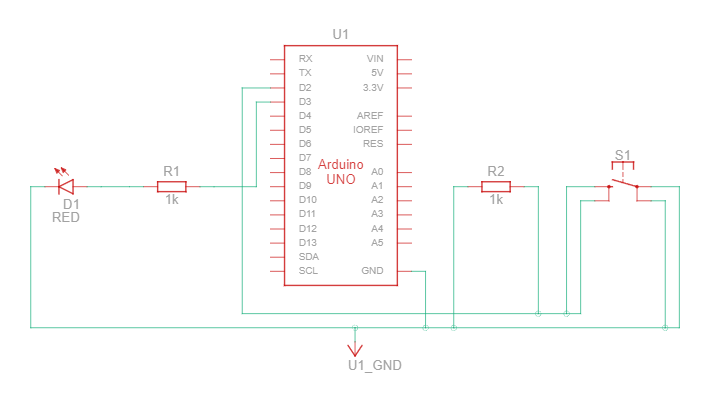 U1
RX VIN
TX 5V
D2 3.3V
D3
D4 AREF
D5 IOREF
D6 RES
D7
Arduino
UNO
D8 A0
D9 A1
D10 A2
D11 A3
D12 A4
D13 A5
SDA
SCL GND
D1
RED
R1
1k
R2
1k
S1
U1_GND